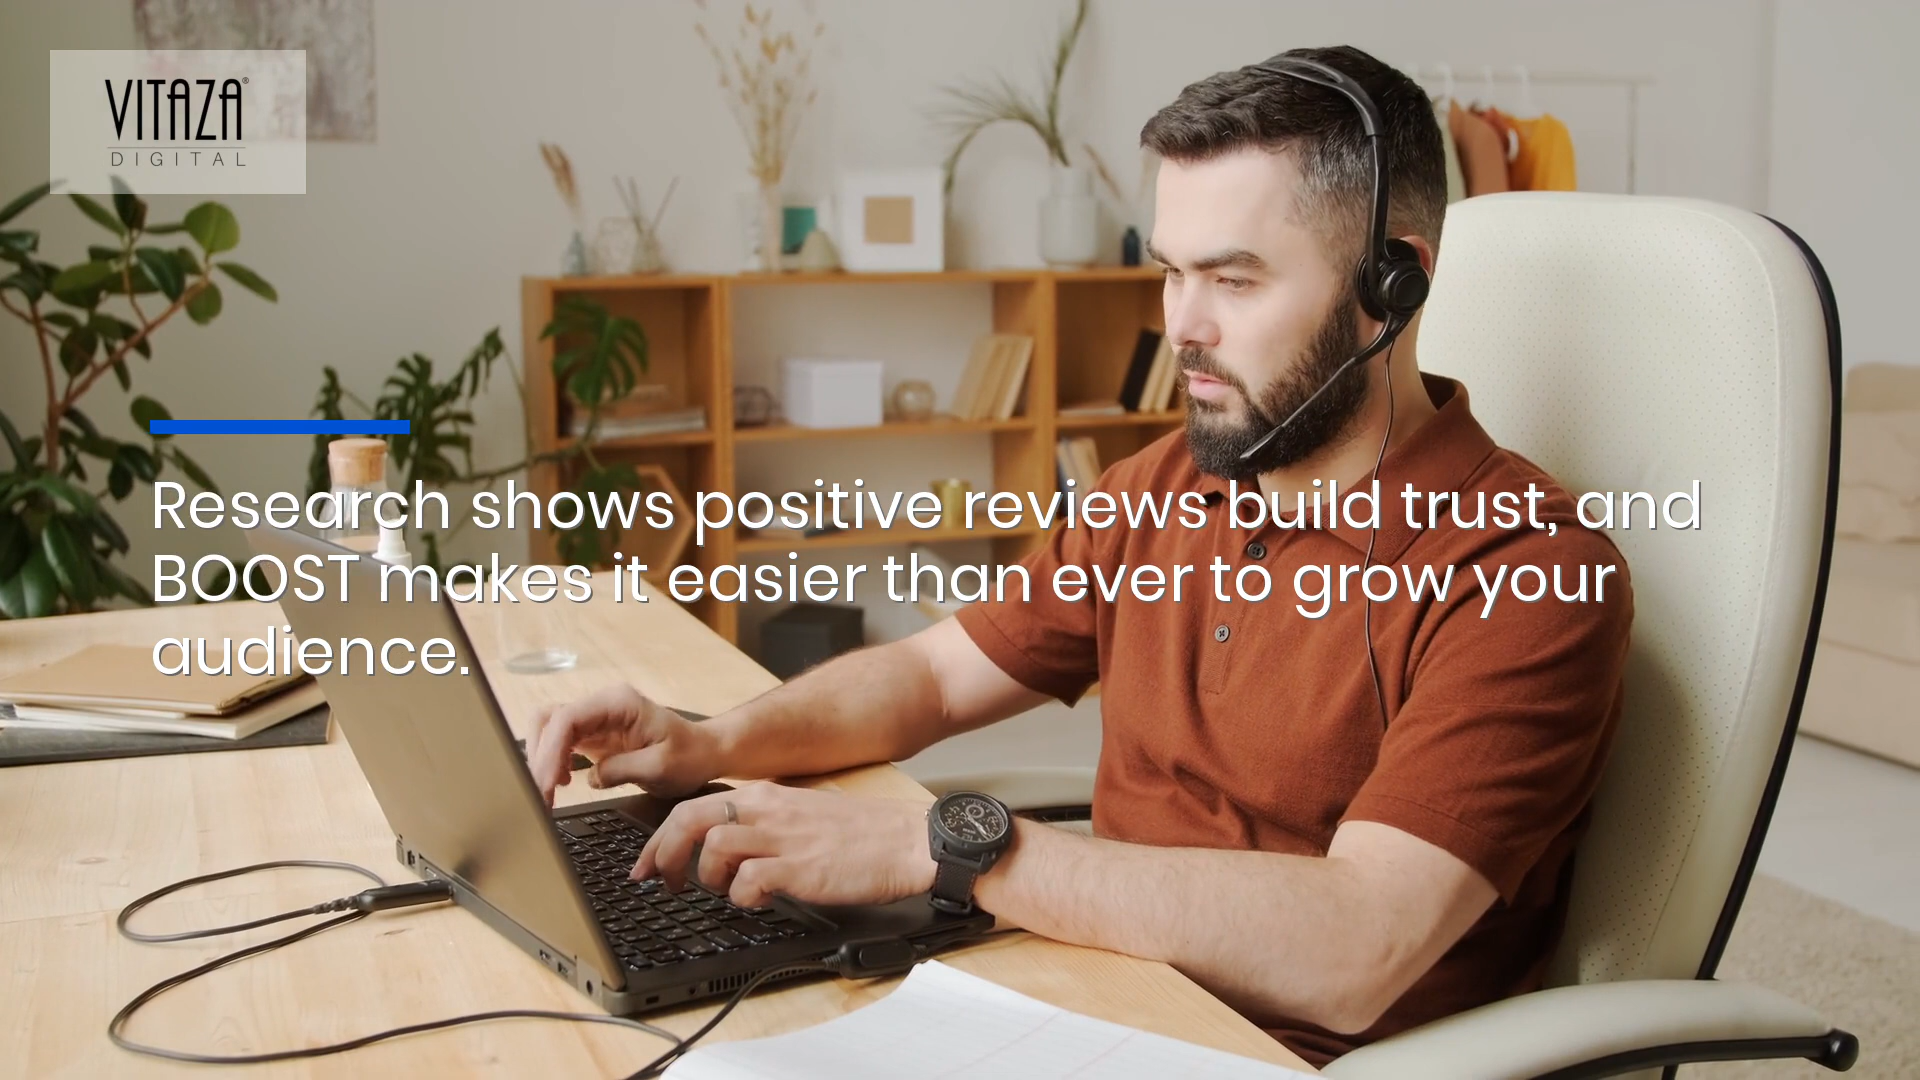 VITAZA®
DIGITAL
Research shows positive reviews build trust, and
BOOST makes it easier than ever to grow your
audience.